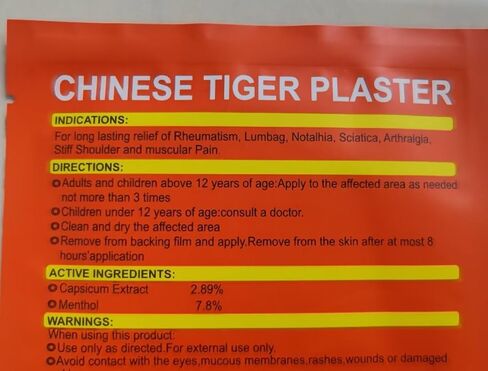 CHINESE TIGER PLASTER
INDICATIONS:
For long lasting relief of Rheumatism, Lumbag, Notalhia, Sciatica, Arthralgia,
Stiff Shoulder and muscular Pain.
DIRECTIONS:
Adults and children above 12 years of age:Apply to the affected area as needed
not more than 3 times
Children under 12 years of age:consult a doctor.
Clean and dry the affected area
Remove from backing film and apply.Remove from the skin after at most 8
hours'application
ACTIVE INGREDIENTS:
Capsicum Extract 2.89%
Menthol 7.8%
WARNINGS:
When using this product:
Use only as directed.For external use only.
Avoid contact with the eyes,mucous membranes,rashes,wounds or damaged